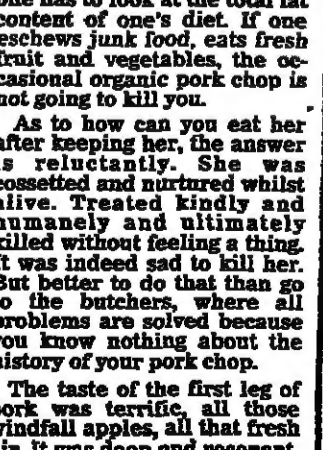 one has to look at the total fat
content of one's diet. If one
eschews junk food, eats fresh
fruit and vegetables, the oc-
casional organic pork chop is
not going to kill you.
As to how can you eat her
after keeping her, the answer
is reluctantly. She was
cossetted and nurtured whilst
alive. Treated kindly and
humanely and ultimately
killed without feeling a thing.
It was indeed sad to kill her.
But better to do that than go
to the butchers, where all
problems are solved because
you know nothing about the
history of your pork chop.
The taste of the first leg of
pork was terrific, all those
windfall apples, all that fresh
It was deep and resonant